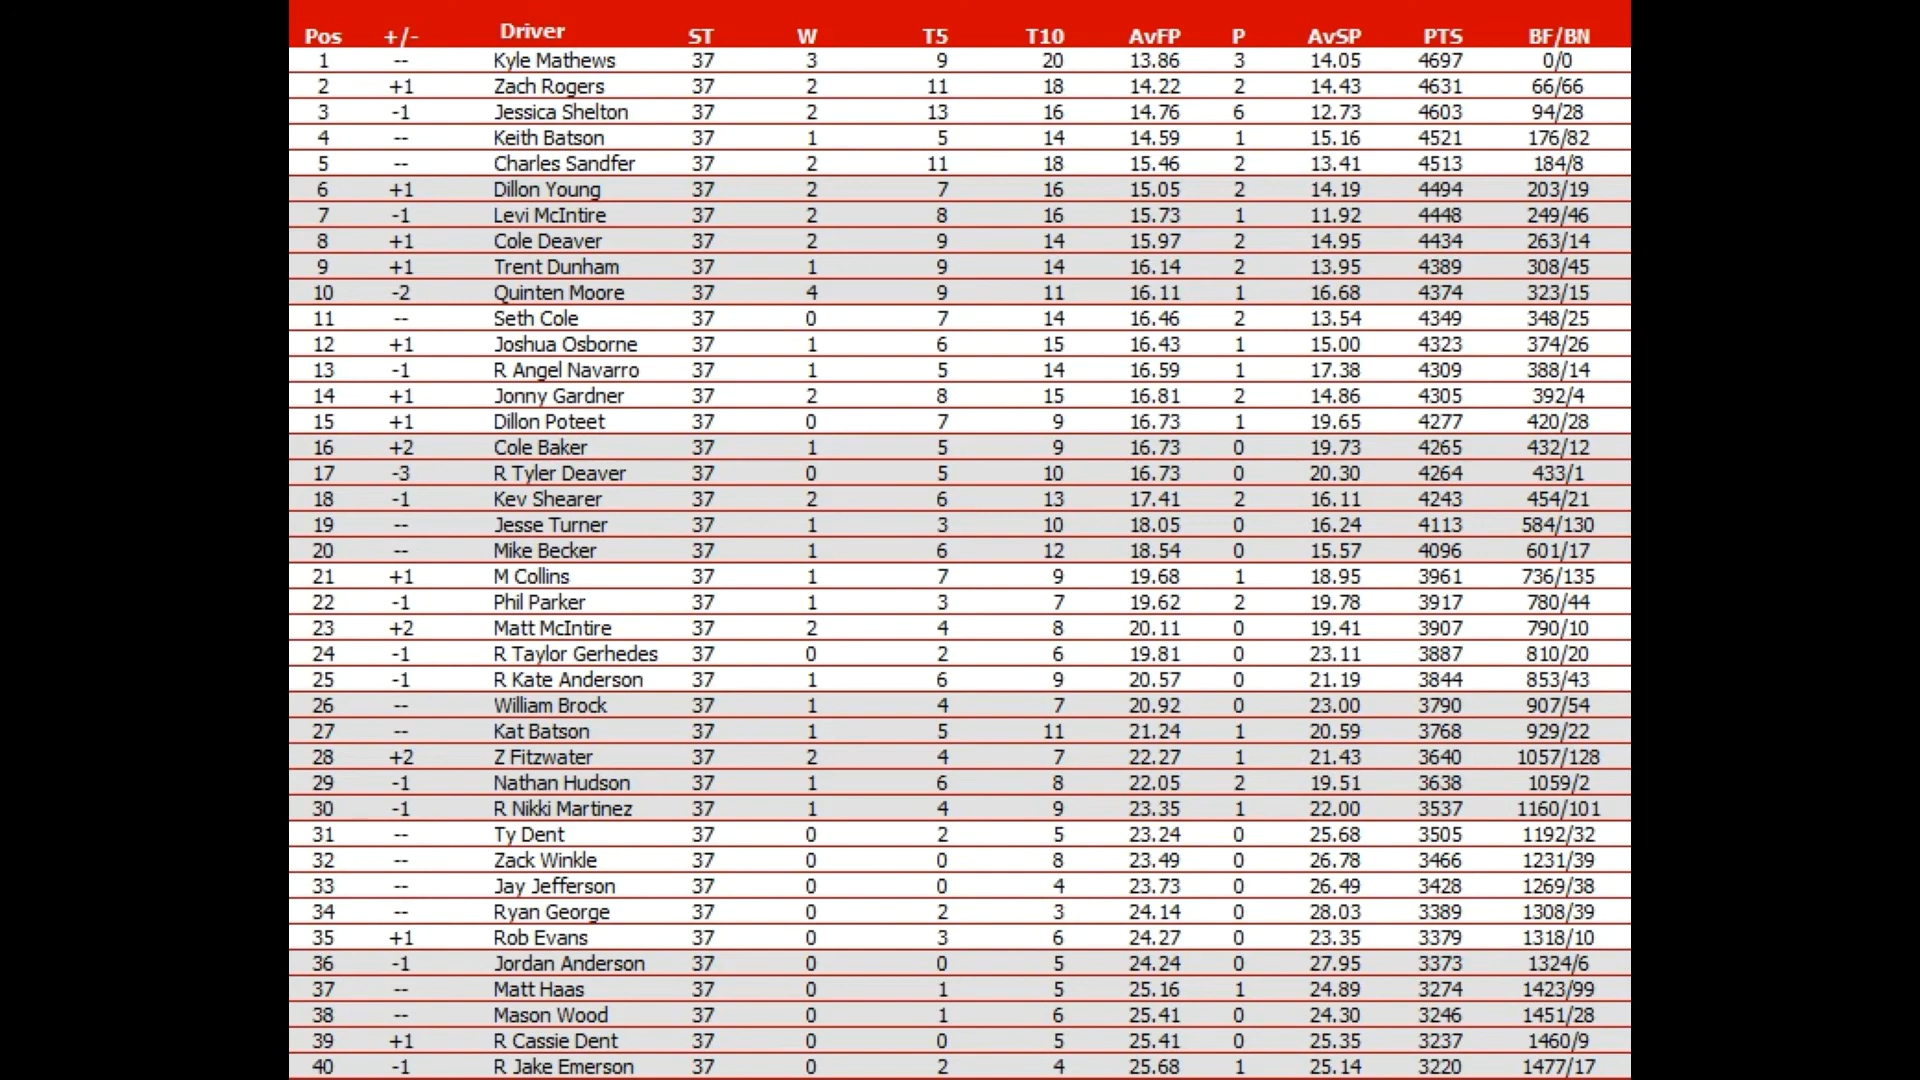 Pos +/- Driver ST W T5 T10 AvFP P AvSP PTS BF/BN
1 -- Kyle Mathews 37 3 9 20 13.86 3 14.05 4697 0/0
2 +1 Zach Rogers 37 2 11 18 14.22 2 14.43 4631 66/66
3 -1 Jessica Shelton 37 2 13 16 14.76 6 12.73 4603 94/28
4 -- Keith Batson 37 1 5 14 14.59 1 15.16 4521 176/82
5 -- Charles Sandfer 37 2 11 18 15.46 2 13.41 4513 184/8
6 +1 Dillon Young 37 2 7 16 15.05 2 14.19 4494 203/19
7 -1 Levi McIntire 37 2 8 16 15.73 1 11.92 4448 249/46
8 +1 Cole Deaver 37 2 9 14 15.97 2 14.95 4434 263/14
9 +1 Trent Dunham 37 1 9 14 16.14 2 13.95 4389 308/45
10 -2 Quinten Moore 37 4 9 11 16.11 1 16.68 4374 323/15
11 -- Seth Cole 37 0 7 14 16.46 2 13.54 4349 348/25
12 +1 Joshua Osborne 37 1 6 15 16.43 1 15.00 4323 374/26
13 -1 R Angel Navarro 37 1 5 14 16.59 1 17.38 4309 388/14
14 +1 Jonny Gardner 37 2 8 15 16.81 2 14.86 4305 392/4
15 +1 Dillon Poteet 37 0 7 9 16.73 1 19.65 4277 420/28
16 +2 Cole Baker 37 1 5 9 16.73 0 19.73 4265 432/12
17 -3 R Tyler Deaver 37 0 5 10 16.73 0 20.30 4264 433/1
18 -1 Kev Shearer 37 2 6 13 17.41 2 16.11 4243 454/21
19 -- Jesse Turner 37 1 3 10 18.05 0 16.24 4113 584/130
20 -- Mike Becker 37 1 6 12 18.54 0 15.57 4096 601/17
21 +1 M Collins 37 1 7 9 19.68 1 18.95 3961 736/135
22 -1 Phil Parker 37 1 3 7 19.62 2 19.78 3917 780/44
23 +2 Matt McIntire 37 2 4 8 20.11 0 19.41 3907 790/10
24 -1 R Taylor Gerhedes 37 0 2 6 19.81 0 23.11 3887 810/20
25 -1 R Kate Anderson 37 1 6 9 20.57 0 21.19 3844 853/43
26 -- William Brock 37 1 4 7 20.92 0 23.00 3790 907/54
27 -- Kat Batson 37 1 5 11 21.24 1 20.59 3768 929/22
28 +2 Z Fitzwater 37 2 4 7 22.27 1 21.43 3640 1057/128
29 -1 Nathan Hudson 37 1 6 8 22.05 2 19.51 3638 1059/2
30 -1 R Nikki Martinez 37 1 4 9 23.35 1 22.00 3537 1160/101
31 -- Ty Dent 37 0 2 5 23.24 0 25.68 3505 1192/32
32 -- Zack Winkle 37 0 0 8 23.49 0 26.78 3466 1231/39
33 -- Jay Jefferson 37 0 0 4 23.73 0 26.49 3428 1269/38
34 -- Ryan George 37 0 2 3 24.14 0 28.03 3389 1308/39
35 +1 Rob Evans 37 0 3 6 24.27 0 23.35 3379 1318/10
36 -1 Jordan Anderson 37 0 0 5 24.24 0 27.95 3373 1324/6
37 -- Matt Haas 37 0 1 5 25.16 1 24.89 3274 1423/99
38 -- Mason Wood 37 0 1 6 25.41 0 24.30 3246 1451/28
39 +1 R Cassie Dent 37 0 0 5 25.41 0 25.35 3237 1460/9
40 -1 R Jake Emerson 37 0 2 4 25.68 1 25.14 3220 1477/17